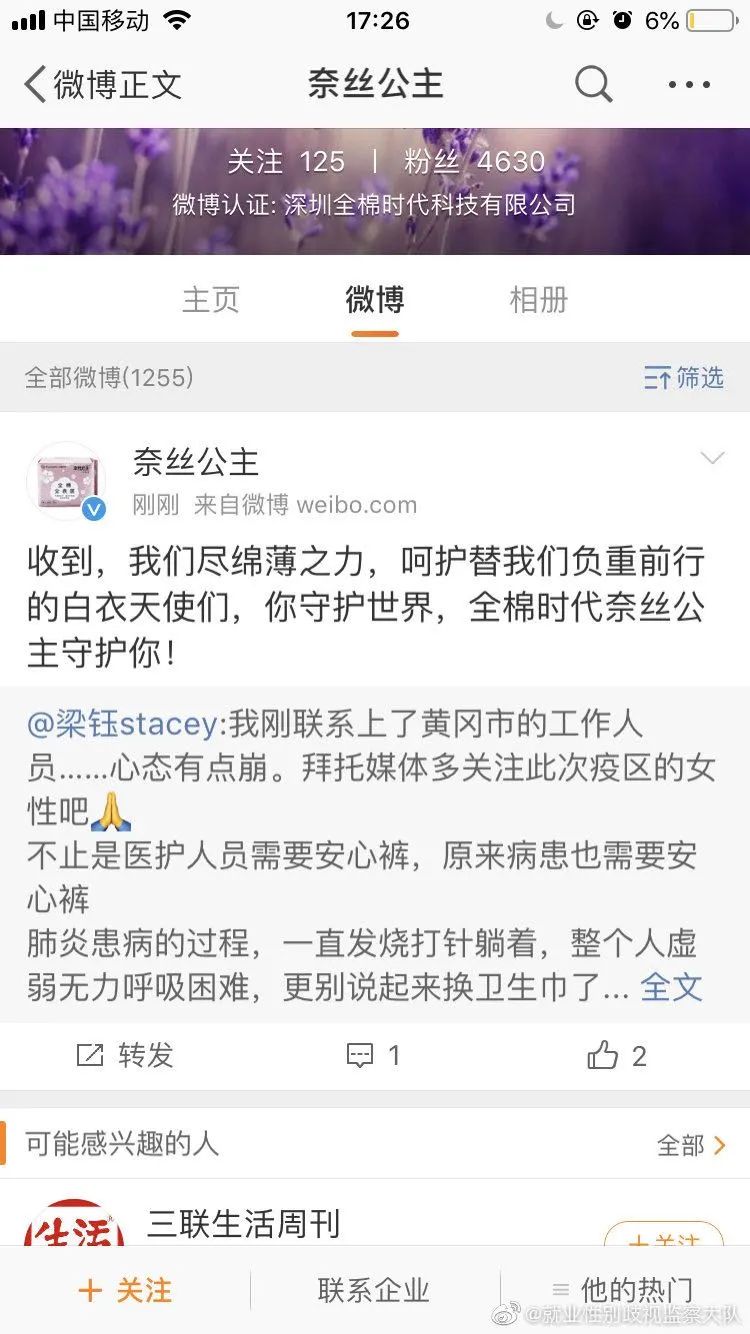 中国移动 17:26 6%
微博正文 奈丝公主
关注 125 | 粉丝 4630
微博认证: 深圳全棉时代科技有限公司
主页 微博 相册
全部微博(1255) 筛选
奈丝公主
刚刚 来自微博 weibo.com
收到，我们尽绵薄之力，呵护替我们负重前行
的白衣天使们，你守护世界，全棉时代奈丝公
主守护你！
@梁钰stacey:我刚联系上了黄冈市的工作人
员……心态有点崩。拜托媒体多关注此次疫区的女
性吧🙏
不止是医护人员需要安心裤，原来病患也需要安
心裤
肺炎患病的过程，一直发烧打针躺着，整个人虚
弱无力呼吸困难，更别说起来换卫生巾了... 全文
转发 1 2
可能感兴趣的人 全部
生活 三联生活周刊
+关注
+ 关注 联系企业 他的热门
@就业性别歧视监察大队